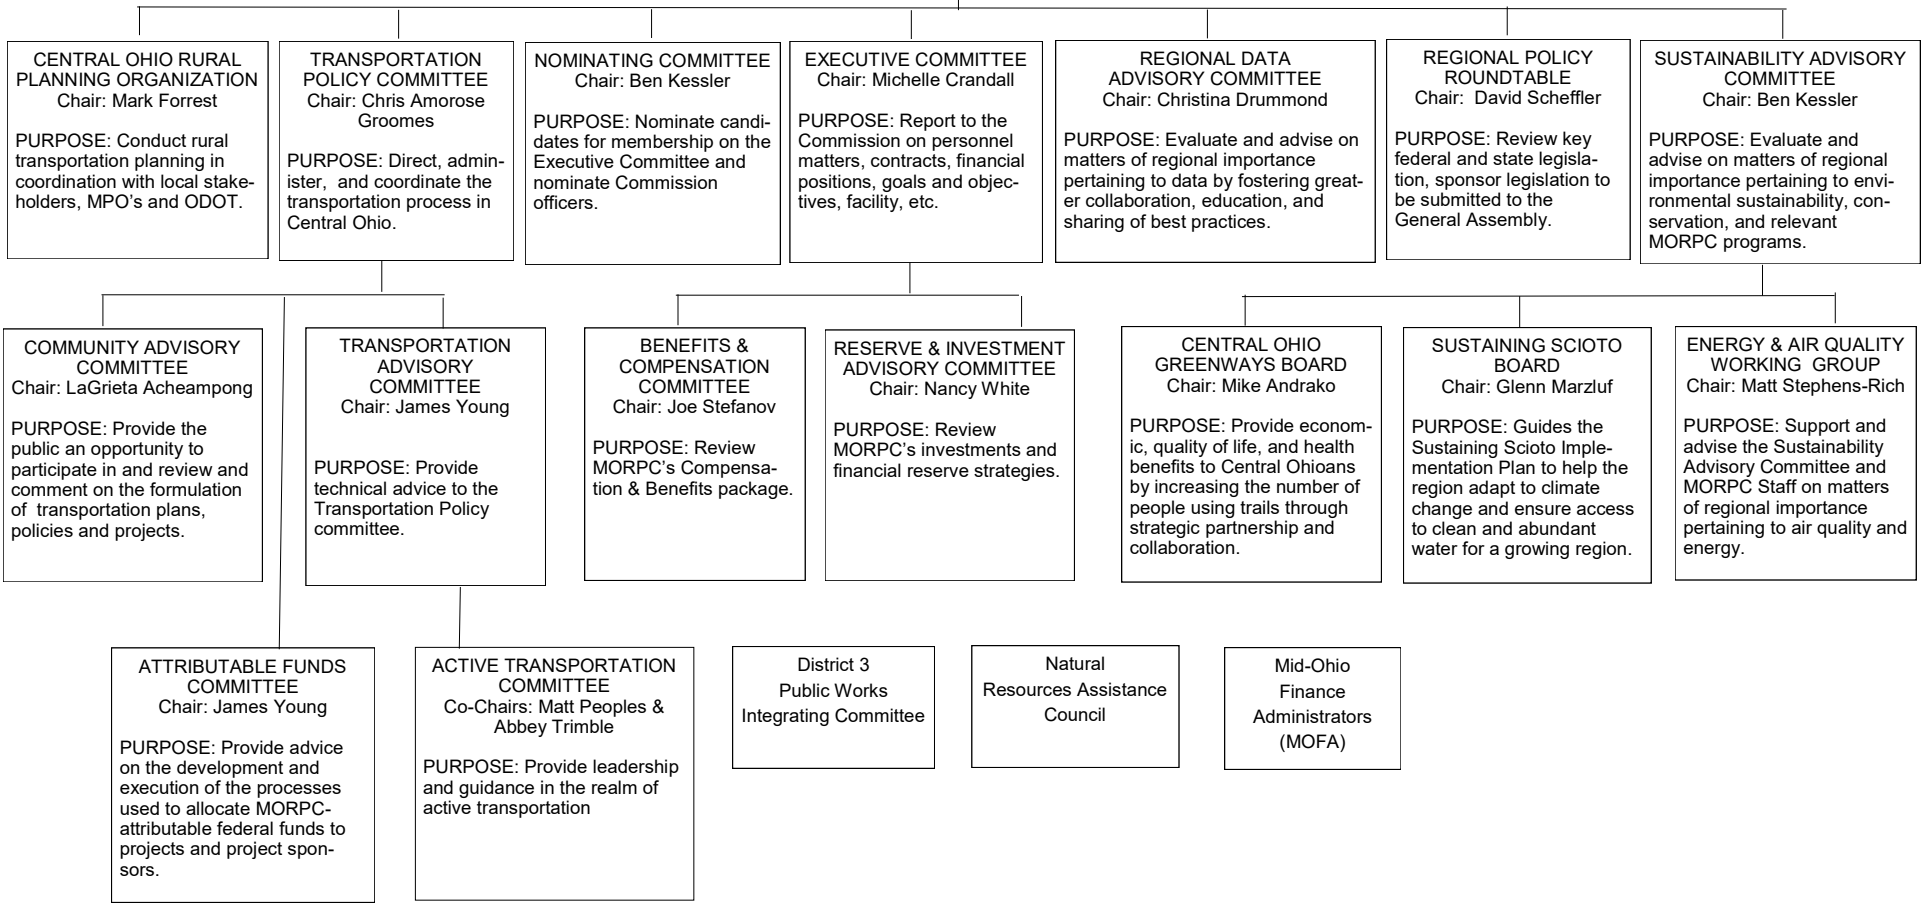 CENTRAL OHIO RURAL
PLANNING ORGANIZATION
Chair: Mark Forrest
PURPOSE: Conduct rural
transportation planning in
coordination with local stake-
holders, MPO's and ODOT.
TRANSPORTATION
POLICY COMMITTEE
Chair: Chris Amorose
Groomes
PURPOSE: Direct, admin-
ister, and coordinate the
transportation process in
Central Ohio.
NOMINATING COMMITTEE
Chair: Ben Kessler
PURPOSE: Nominate candi-
dates for membership on the
Executive Committee and
nominate Commission
officers.
EXECUTIVE COMMITTEE
Chair: Michelle Crandall
PURPOSE: Report to the
Commission on personnel
matters, contracts, financial
positions, goals and objec-
tives, facility, etc.
REGIONAL DATA
ADVISORY COMMITTEE
Chair: Christina Drummond
PURPOSE: Evaluate and advise on
matters of regional importance
pertaining to data by fostering great-
er collaboration, education, and
sharing of best practices.
REGIONAL POLICY
ROUNDTABLE
Chair: David Scheffler
PURPOSE: Review key
federal and state legisla-
tion, sponsor legislation to
be submitted to the
General Assembly.
SUSTAINABILITY ADVISORY
COMMITTEE
Chair: Ben Kessler
PURPOSE: Evaluate and
advise on matters of regional
importance pertaining to envi-
ronmental sustainability, con-
servation, and relevant
MORPC programs.
COMMUNITY ADVISORY
COMMITTEE
Chair: LaGrieta Acheampong
PURPOSE: Provide the
public an opportunity to
participate in and review and
comment on the formulation
of transportation plans,
policies and projects.
TRANSPORTATION
ADVISORY
COMMITTEE
Chair: James Young
PURPOSE: Provide
technical advice to the
Transportation Policy
committee.
BENEFITS &
COMPENSATION
COMMITTEE
Chair: Joe Stefanov
PURPOSE: Review
MORPC's Compensa-
tion & Benefits package.
RESERVE & INVESTMENT
ADVISORY COMMITTEE
Chair: Nancy White
PURPOSE: Review
MORPC's investments and
financial reserve strategies.
CENTRAL OHIO
GREENWAYS BOARD
Chair: Mike Andrako
PURPOSE: Provide econom-
ic, quality of life, and health
benefits to Central Ohioans
by increasing the number of
people using trails through
strategic partnership and
collaboration.
SUSTAINING SCIOTO
BOARD
Chair: Glenn Marzluf
PURPOSE: Guides the
Sustaining Scioto Imple-
mentation Plan to help the
region adapt to climate
change and ensure access
to clean and abundant
water for a growing region.
ENERGY & AIR QUALITY
WORKING GROUP
Chair: Matt Stephens-Rich
PURPOSE: Support and
advise the Sustainability
Advisory Committee and
MORPC Staff on matters
of regional importance
pertaining to air quality and
energy.
ATTRIBUTABLE FUNDS
COMMITTEE
Chair: James Young
PURPOSE: Provide advice
on the development and
execution of the processes
used to allocate MORPC-
attributable federal funds to
projects and project spon-
sors.
ACTIVE TRANSPORTATION
COMMITTEE
Co-Chairs: Matt Peoples &
Abbey Trimble
PURPOSE: Provide leadership
and guidance in the realm of
active transportation
District 3
Public Works
Integrating Committee
Natural
Resources Assistance
Council
Mid-Ohio
Finance
Administrators
(MOFA)